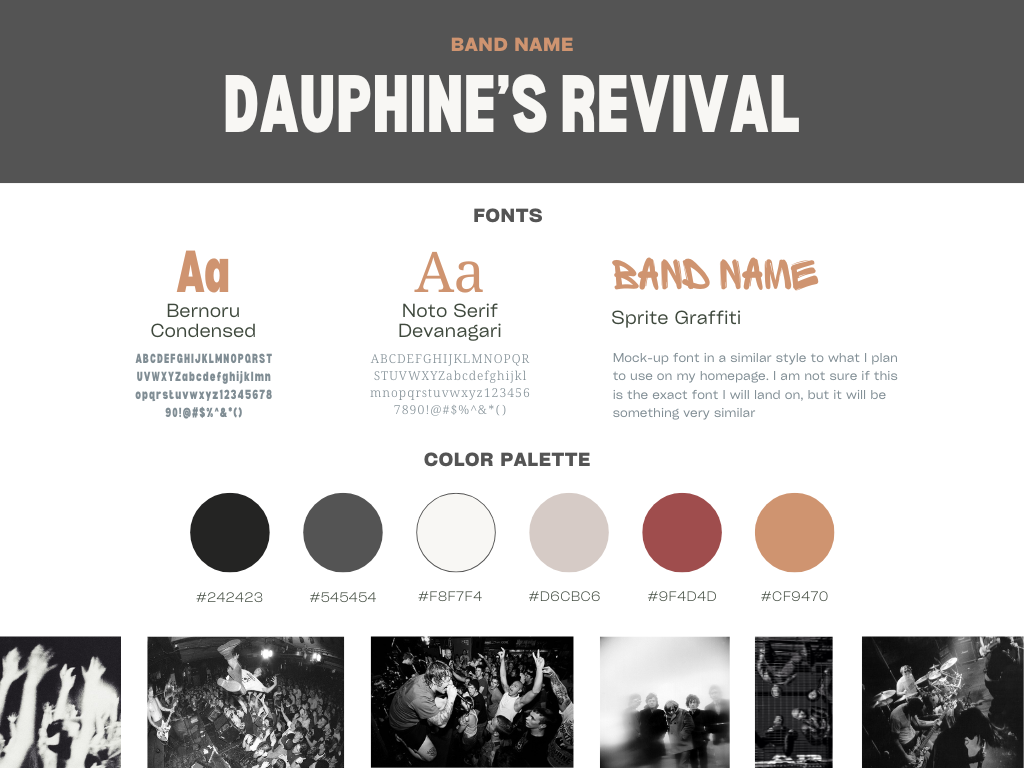 BAND NAME
DAUPHINE’S REVIVAL
FONTS
Aa
Bernoru
Condensed
ABCDEFGHIJKLMNOPQRST
UVWXYZabcdefghijklmn
opqrstuvwxyz12345678
90!@#$%^&*()
Aa
Noto Serif
Devanagari
ABCDEFGHIJKLMNOPQR
STUVWXYZabcdefghijkl
mnopqrstuvwxyz123456
7890!@#$%^&*()
BAND NAME
Sprite Graffiti
Mock-up font in a similar style to what I plan
to use on my homepage. I am not sure if this
is the exact font I will land on, but it will be
something very similar
COLOR PALETTE
#242423
#545454
#F8F7F4
#D6CBC6
#9F4D4D
#CF9470